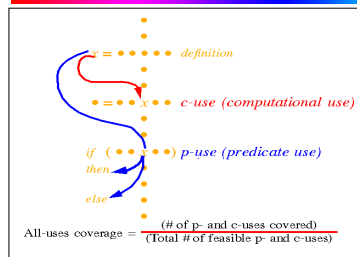 x = definition
= x c-use (computational use)
if ( x ) p-use (predicate use)
then
else
All-uses coverage = (# of p- and c-uses covered)
(Total # of feasible p- and c-uses)